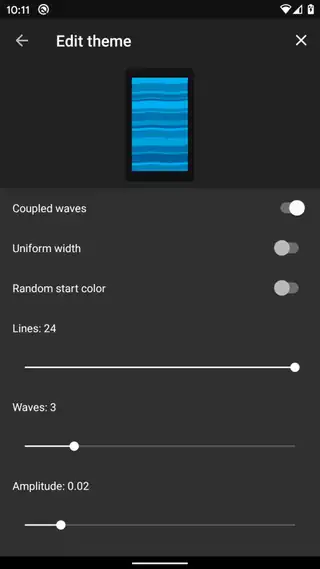 10:11
Edit theme
Coupled waves
Uniform width
Random start color
Lines: 24
Waves: 3
Amplitude: 0.02